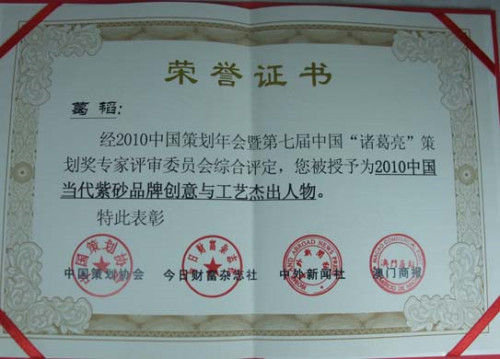 荣誉证书
葛韬:
经2010中国策划年会暨第七届中国“诸葛亮”策
划奖专家评审委员会综合评定，您被授予为2010中国
当代紫砂品牌创意与工艺杰出人物。
特此表彰
中国策划协会 今日财富杂志社 中外新闻社 澳门商报